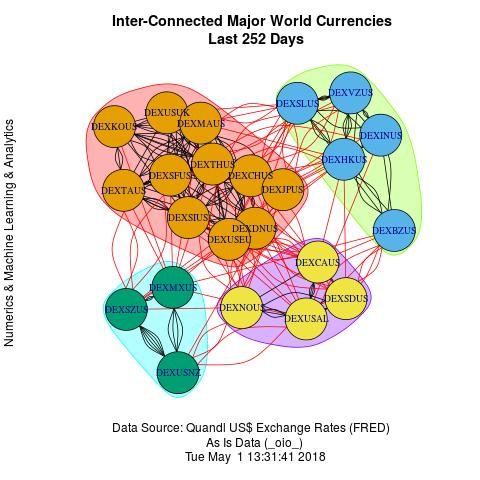 Inter-Connected Major World Currencies
Last 252 Days
Numerics & Machine Learning & Analytics
DEXVZUS
DEXSLUS
DEXUSUK
DEXMAUS
DEXKOUS
DEXINUS
DEXHKUS
DEXTHUS
DEXSFUS
DEXCHUS
DEXTAUS
DEXJPUS
DEXSIUS
DEXDNUS
DEXBZUS
DEXUSEU
DEXCAUS
DEXMXUS
DEXSDUS
DEXSZUS
DEXNOUS
DEXUSAL
DEXUSNZ
Data Source: Quandl US$ Exchange Rates (FRED)
As Is Data (_oio_)
Tue May  1 13:31:41 2018